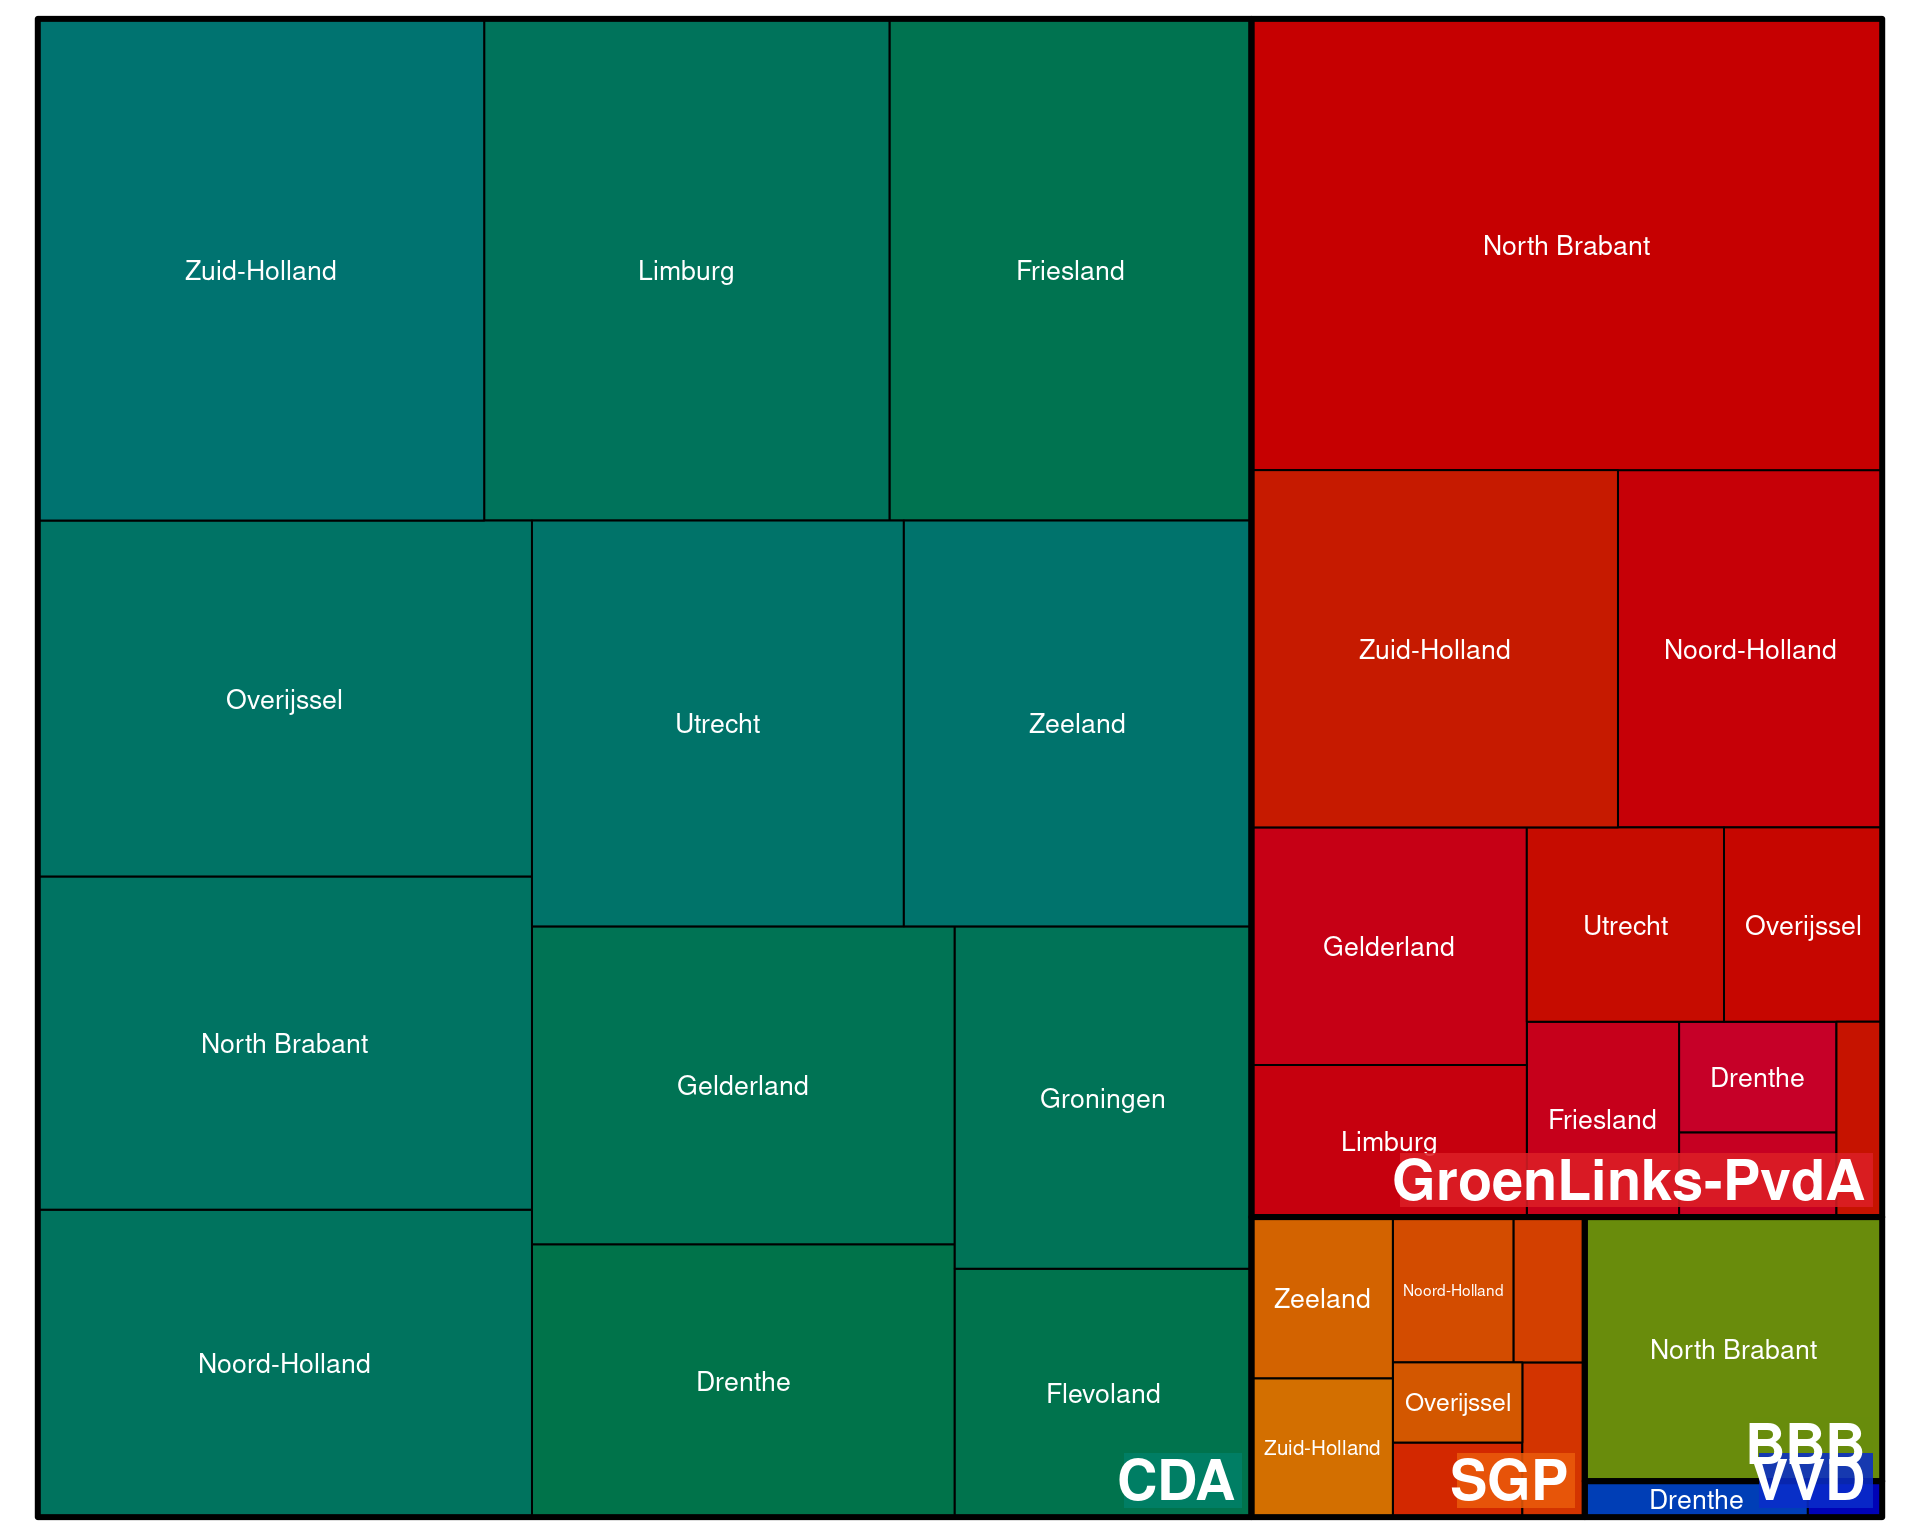 Zuid-Holland
Limburg
Friesland
Overijssel
Utrecht
Zeeland
North Brabant
Gelderland
Groningen
Noord-Holland
Drenthe
Flevoland
CDA
North Brabant
Zuid-Holland
Noord-Holland
Gelderland
Utrecht
Overijssel
Limburg
Friesland
Drenthe
GroenLinks-PvdA
Zeeland
Noord-Holland
Zuid-Holland
Overijssel
SGP
North Brabant
BBB
Drenthe
VVD